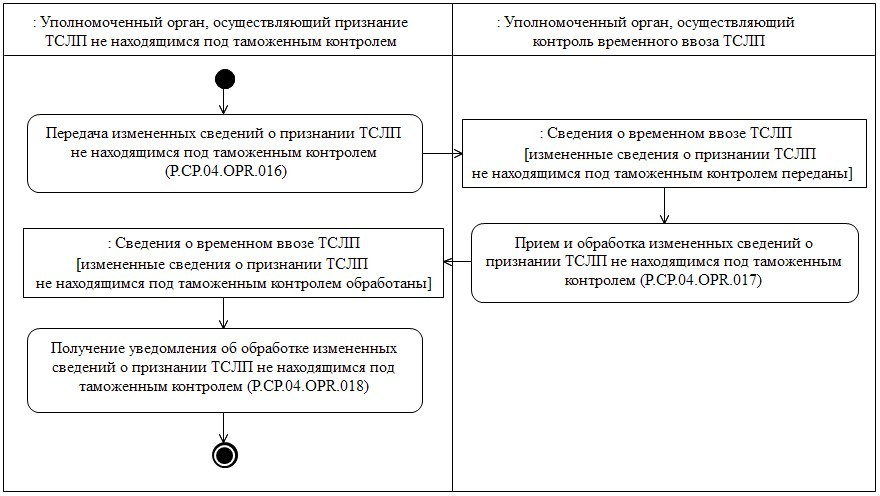 : Уполномоченный орган, осуществляющий признание
ТСЛП не находящимся под таможенным контролем
: Уполномоченный орган, осуществляющий
контроль временного ввоза ТСЛП
Передача измененных сведений о признании ТСЛП
не находящимся под таможенным контролем
(P.CP.04.OPR.016)
: Сведения о временном ввозе ТСЛП
[измененные сведения о признании ТСЛП
не находящимся под таможенным контролем переданы]
Прием и обработка измененных сведений о
признании ТСЛП не находящимся под таможенным
контролем (P.CP.04.OPR.017)
: Сведения о временном ввозе ТСЛП
[измененные сведения о признании ТСЛП
не находящимся под таможенным контролем обработаны]
Получение уведомления об обработке измененных
сведений о признании ТСЛП не находящимся под
таможенным контролем (P.CP.04.OPR.018)